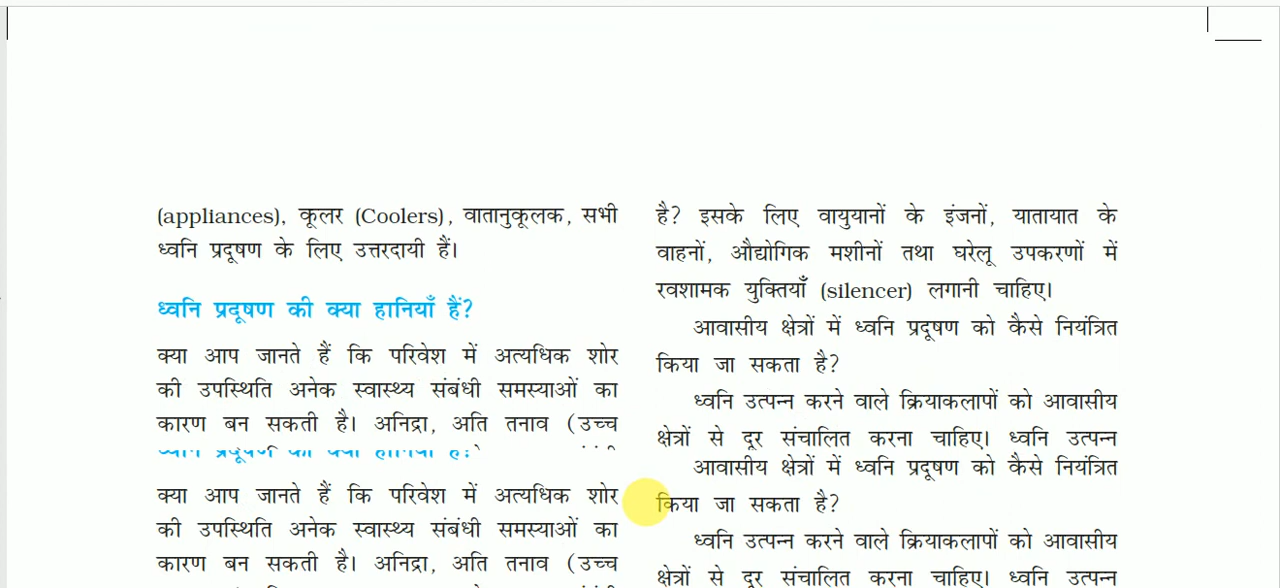 (appliances), कूलर (Coolers), वातानुकूलक, सभी
ध्वनि प्रदूषण के लिए उत्तरदायी हैं।
ध्वनि प्रदूषण की क्या हानियाँ हैं?
क्या आप जानते हैं कि परिवेश में अत्यधिक शोर
की उपस्थिति अनेक स्वास्थ्य संबंधी समस्याओं का
कारण बन सकती है। अनिद्रा, अति तनाव (उच्च
ध्वनि प्रदूषण की क्या हानियाँ हैं?
क्या आप जानते हैं कि परिवेश में अत्यधिक शोर
की उपस्थिति अनेक स्वास्थ्य संबंधी समस्याओं का
कारण बन सकती है। अनिद्रा, अति तनाव (उच्च
है? इसके लिए वायुयानों के इंजनों, यातायात के
वाहनों, औद्योगिक मशीनों तथा घरेलू उपकरणों में
रवशामक युक्तियाँ (silencer) लगानी चाहिए।
आवासीय क्षेत्रों में ध्वनि प्रदूषण को कैसे नियंत्रित
किया जा सकता है?
ध्वनि उत्पन्न करने वाले क्रियाकलापों को आवासीय
क्षेत्रों से दूर संचालित करना चाहिए। ध्वनि उत्पन्न
आवासीय क्षेत्रों में ध्वनि प्रदूषण को कैसे नियंत्रित
किया जा सकता है?
ध्वनि उत्पन्न करने वाले क्रियाकलापों को आवासीय
क्षेत्रों से दूर संचालित करना चाहिए। ध्वनि उत्पन्न